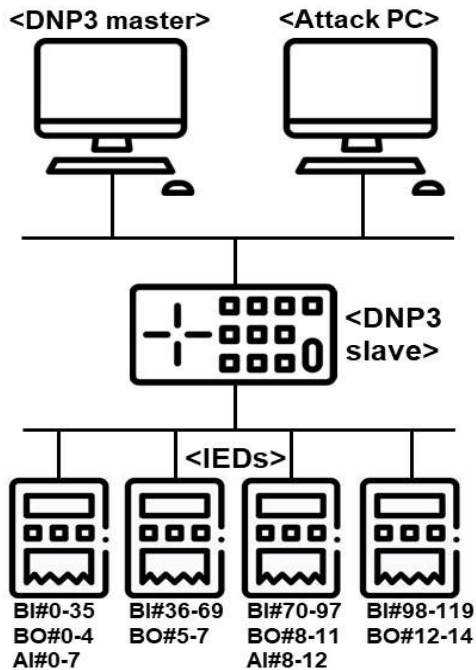 <DNP3 master>
<Attack PC>
<DNP3
slave>
<IEDs>
BI#0-35
BO#0-4
AI#0-7
BI#36-69
BO#5-7
BI#70-97
BO#8-11
AI#8-12
BI#98-119
BO#12-14